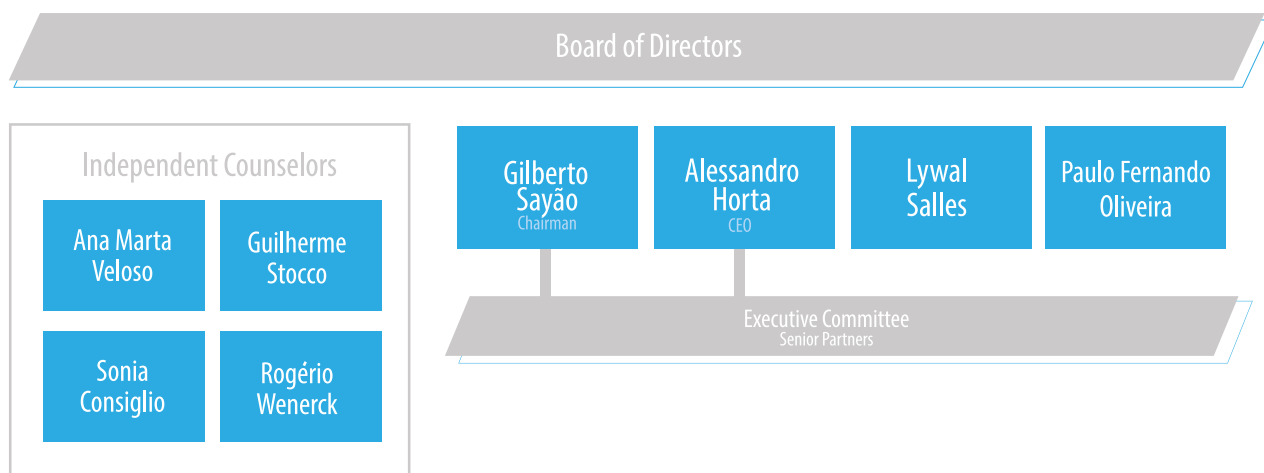 Board of Directors
Independent Counselors
Ana Marta
Veloso
Guilherme
Stocco
Sonia
Consiglio
Rogério
Wenerck
Gilberto
Sayão
Chairman
Alessandro
Horta
CEO
Lywal
Salles
Paulo Fernando
Oliveira
Executive Committee
Senior Partners